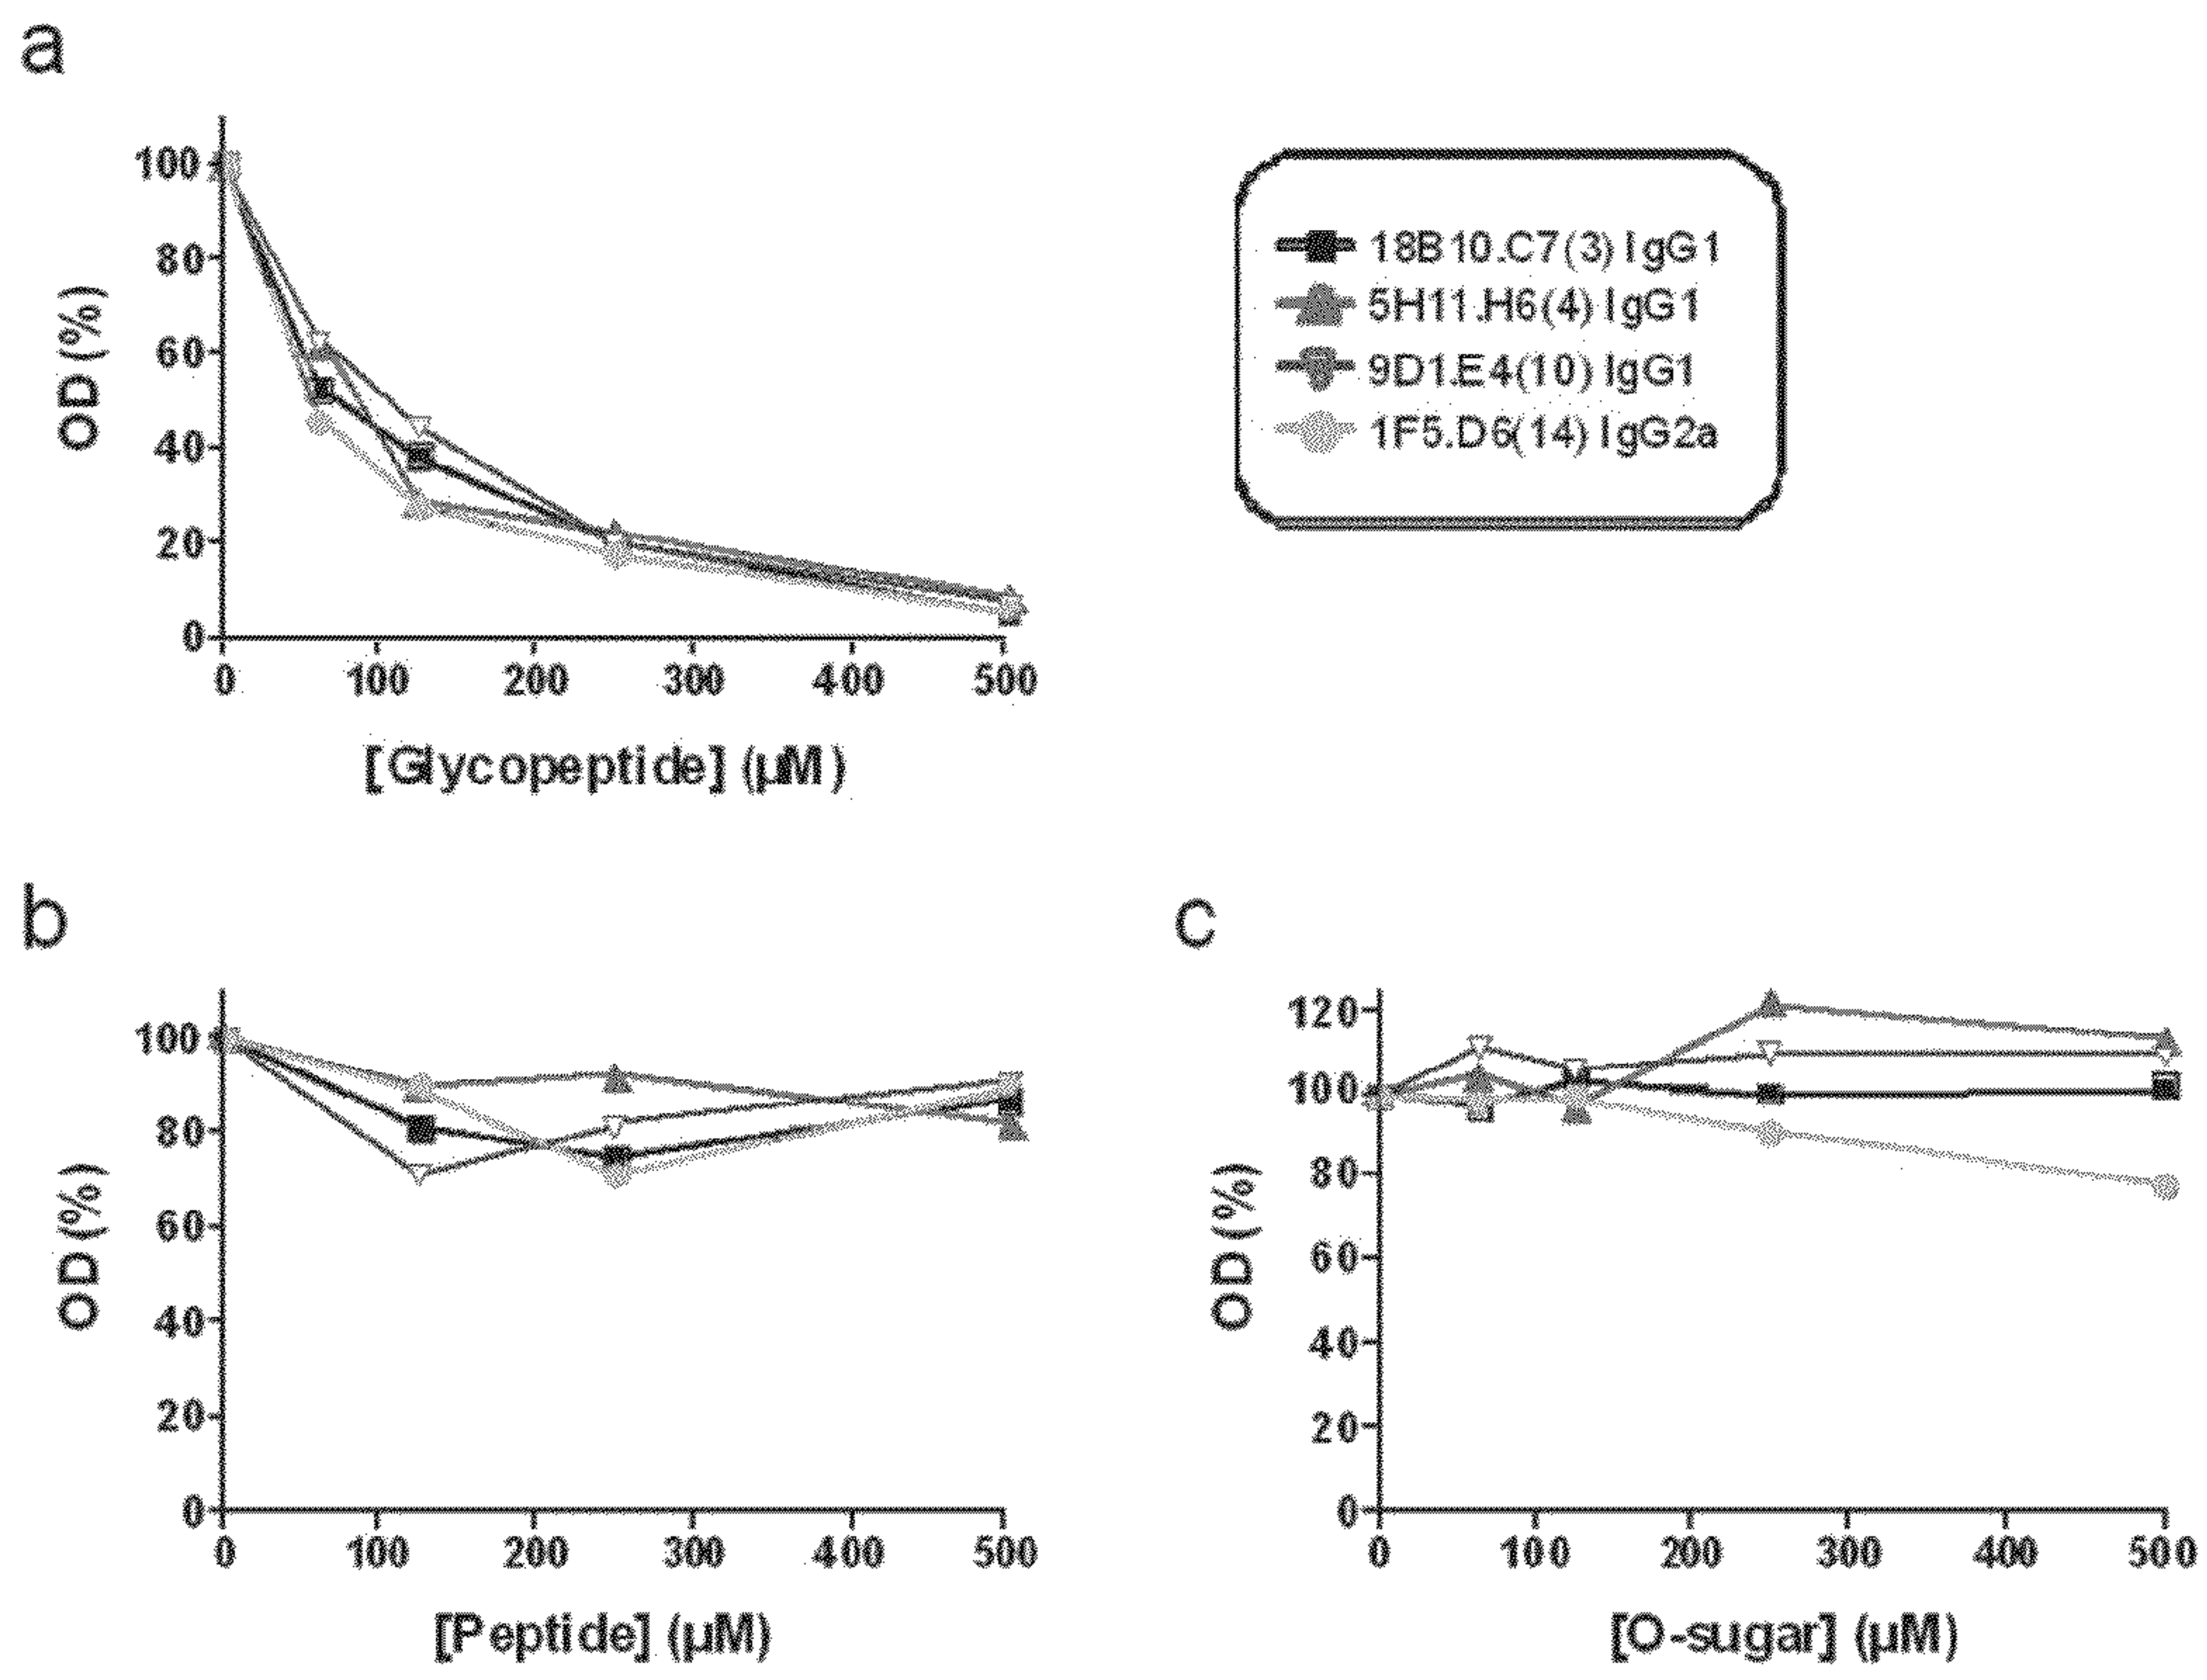 a
100
80
60
40
20
0
OD (%)
0 100 200 300 400 500
[Glycopeptide] (µM)
18B10.C7(3) IgG1
5H11.H6(4) IgG1
9D1.E4(10) IgG1
1F5.D6(14) IgG2a
b
100
80
60
40
20
0
OD (%)
0 100 200 300 400 500
[Peptide] (µM)
c
120
100
80
60
40
20
0
OD (%)
0 100 200 300 400 500
[O-sugar] (µM)